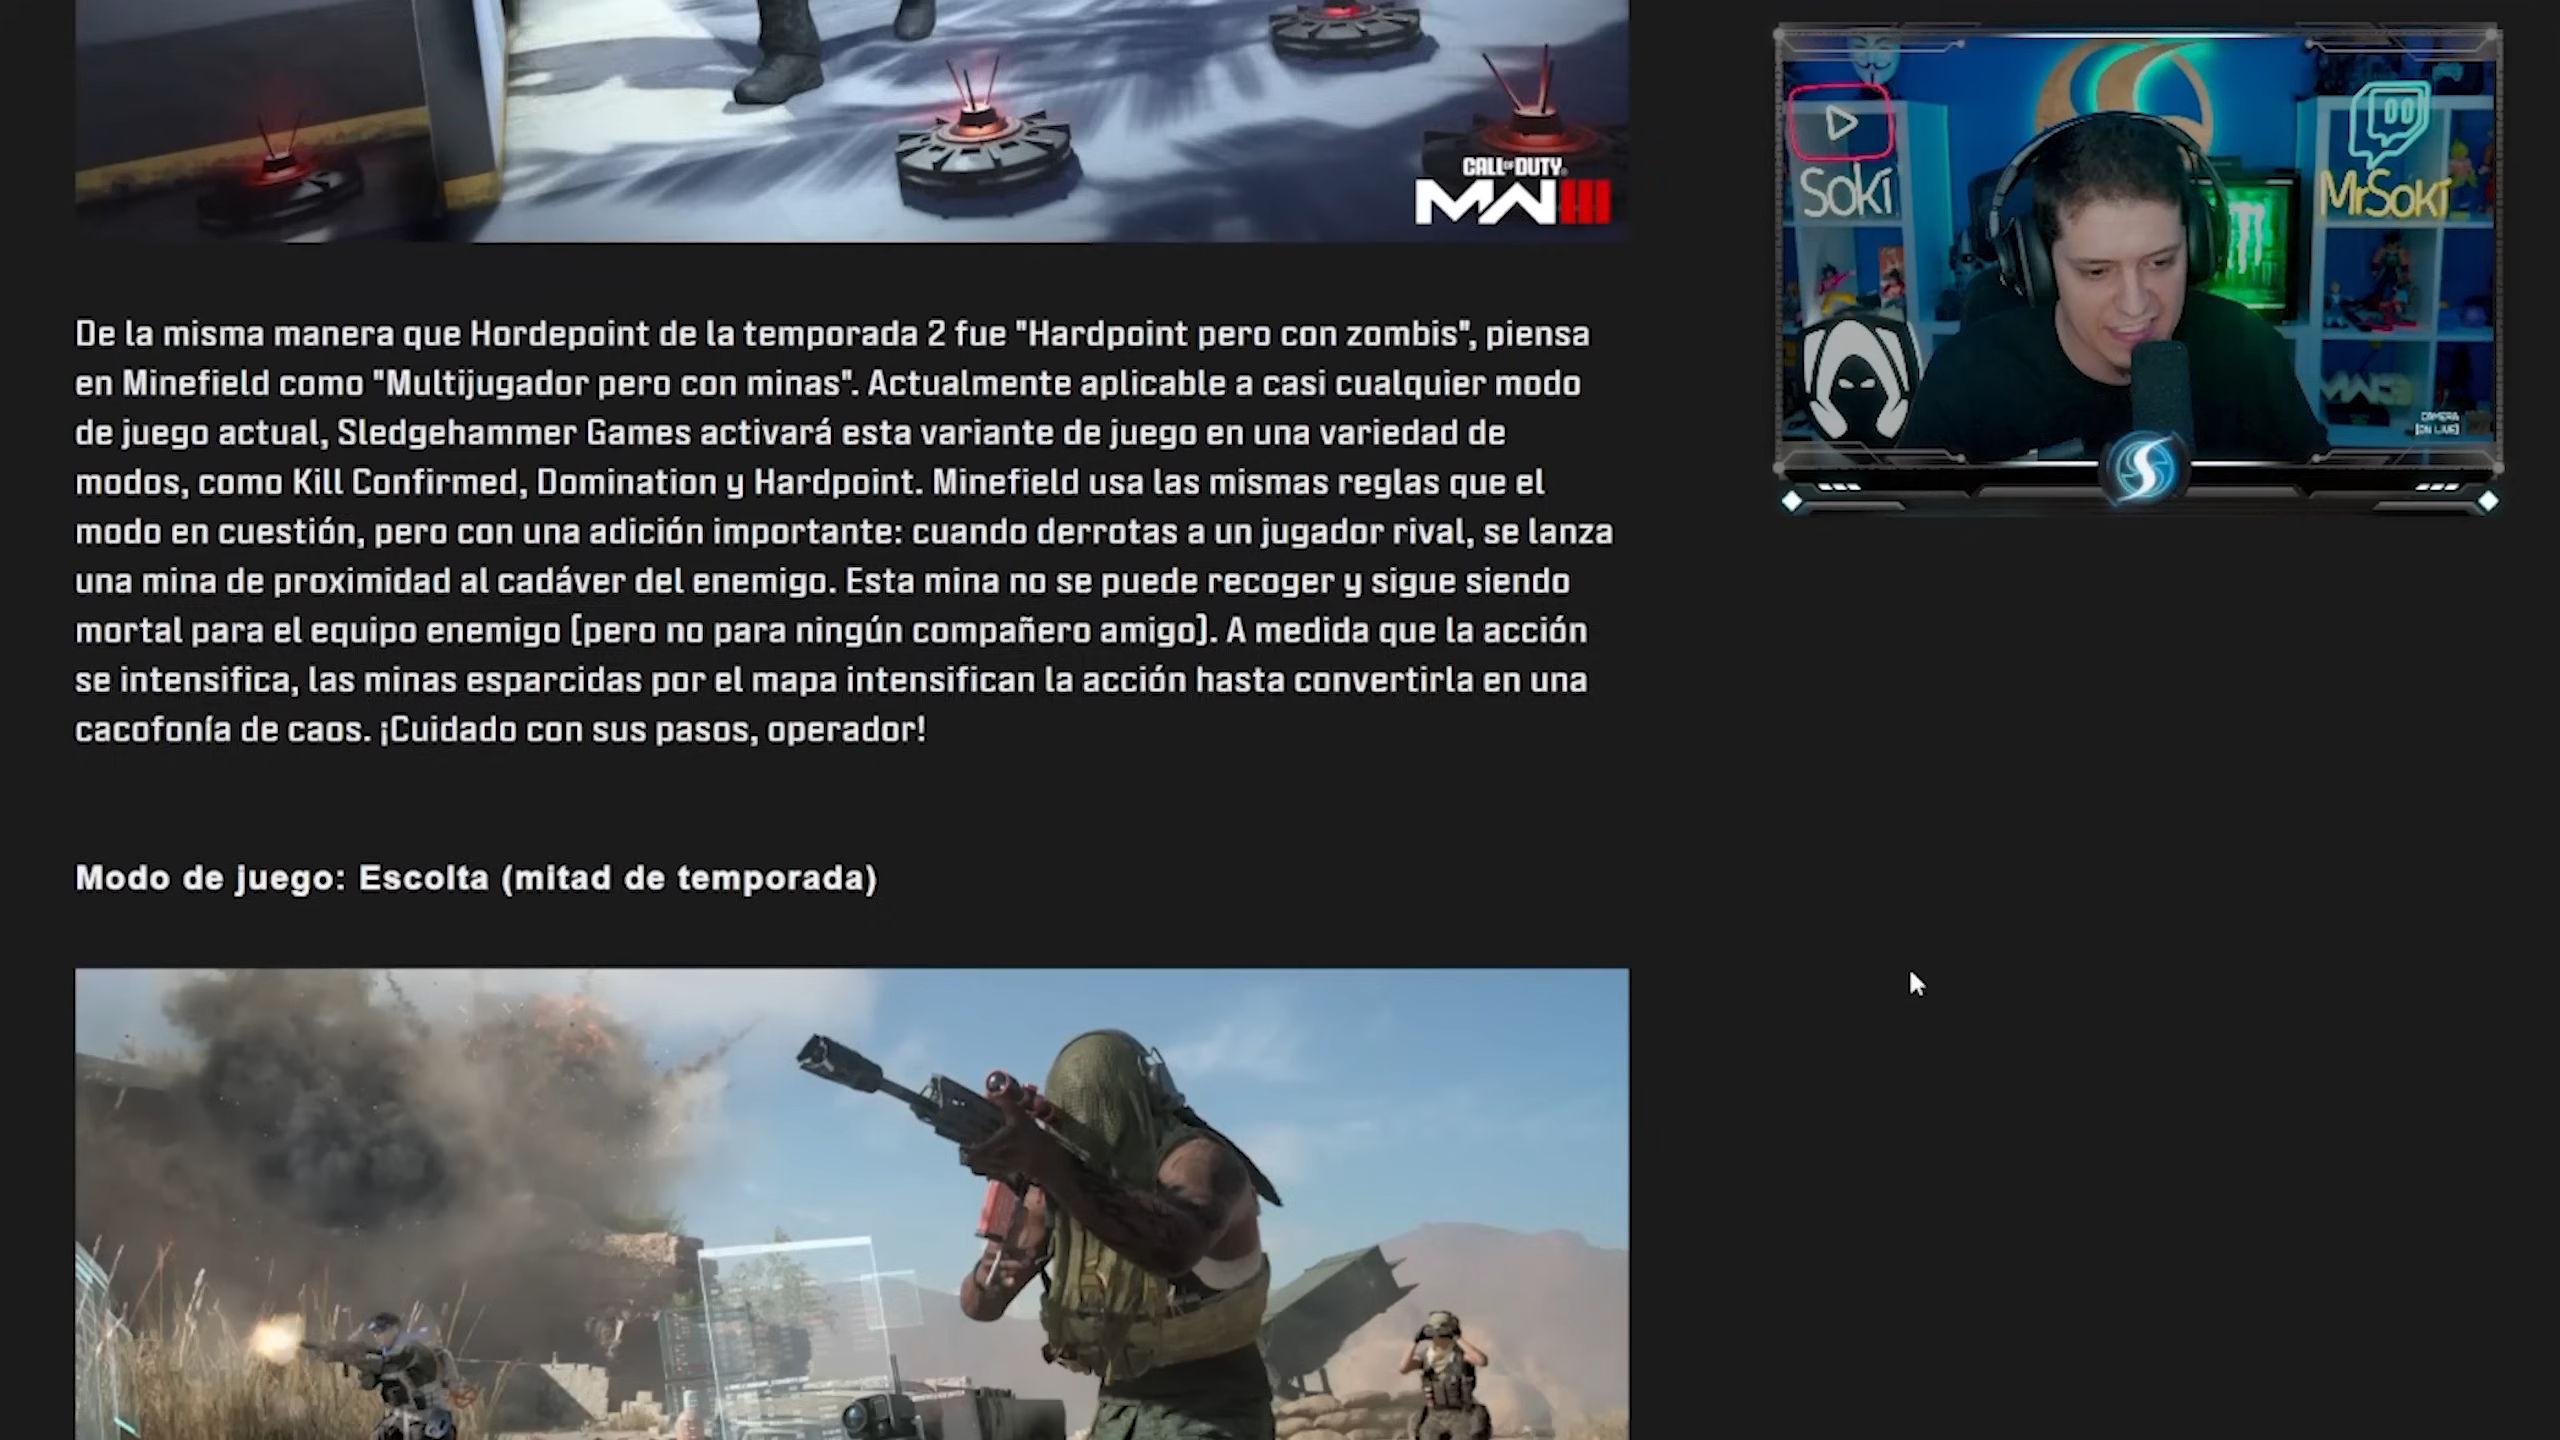 CALL OF DUTY
MWIII
De la misma manera que Hordepoint de la temporada 2 fue "Hardpoint pero con zombis", piensa
en Minefield como "Multijugador pero con minas". Actualmente aplicable a casi cualquier modo
de juego actual, Sledgehammer Games activará esta variante de juego en una variedad de
modos, como Kill Confirmed, Domination y Hardpoint. Minefield usa las mismas reglas que el
modo en cuestión, pero con una adición importante: cuando derrotas a un jugador rival, se lanza
una mina de proximidad al cadáver del enemigo. Esta mina no se puede recoger y sigue siendo
mortal para el equipo enemigo [pero no para ningún compañero amigo]. A medida que la acción
se intensifica, las minas esparcidas por el mapa intensifican la acción hasta convertirla en una
cacofonía de caos. ¡Cuidado con sus pasos, operador!
Modo de juego: Escolta (mitad de temporada)
Soki
MrSoki
MW3
CAMERA
[ON LIVE]